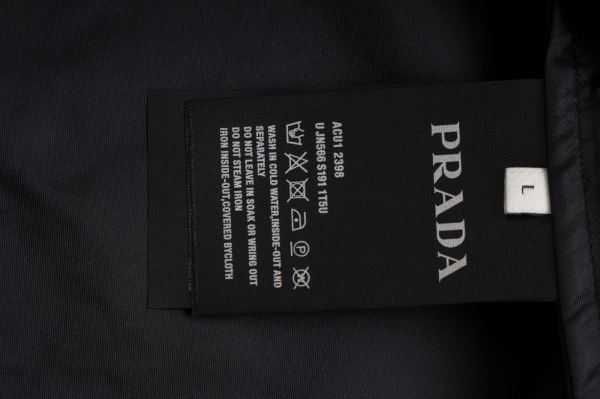 PRADA
L
ACU1 2398
U JN566 S191 1T5U
P
WASH IN COLD WATER,INSIDE-OUT AND
SEPARATELY
DO NOT LEAVE IN SOAK OR WRING OUT
DO NOT STEAM IRON
IRON INSIDE-OUT,COVERED BYCLOTH